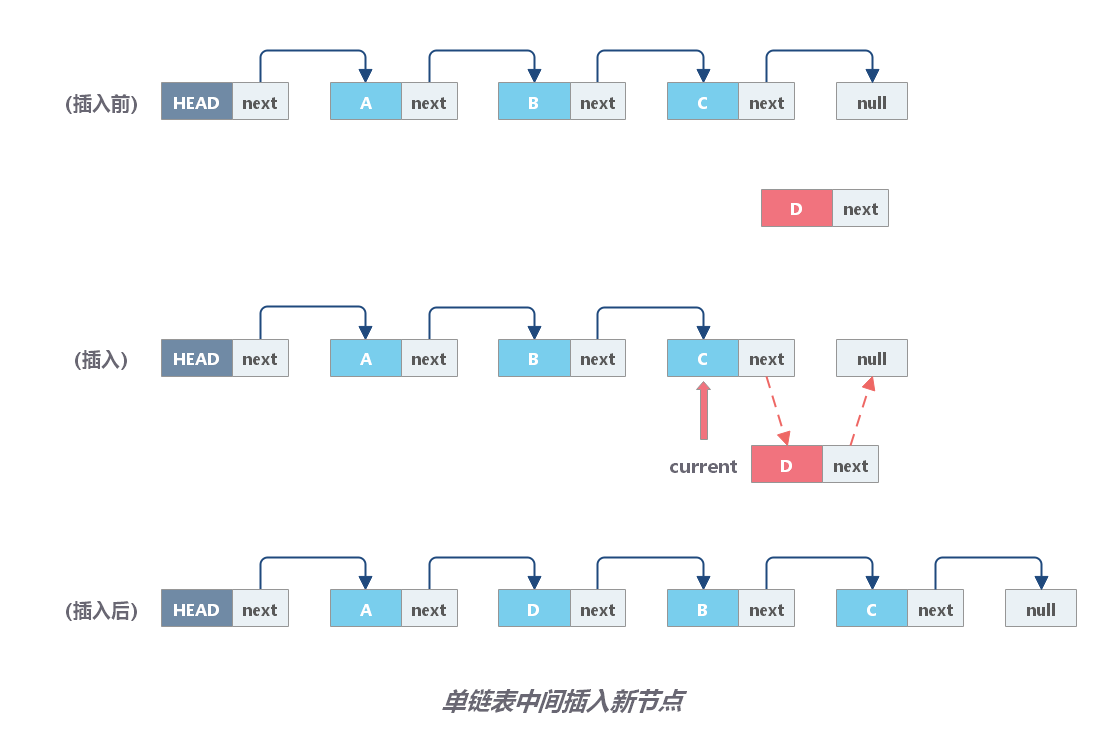 (插入前) HEAD next A next B next C next null
D next
(插入) HEAD next A next B next C next null
current D next
(插入后) HEAD next A next D next B next C next null
单链表中间插入新节点